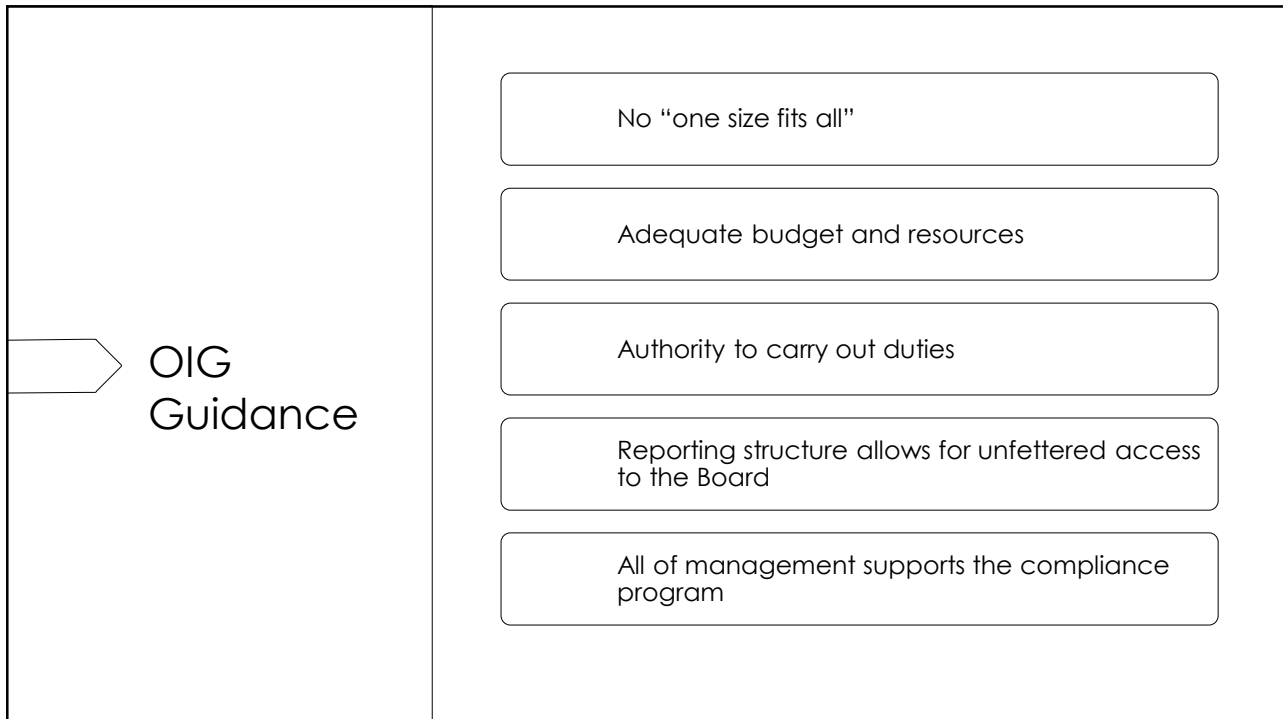 OIG
Guidance
No “one size fits all”
Adequate budget and resources
Authority to carry out duties
Reporting structure allows for unfettered access
to the Board
All of management supports the compliance
program